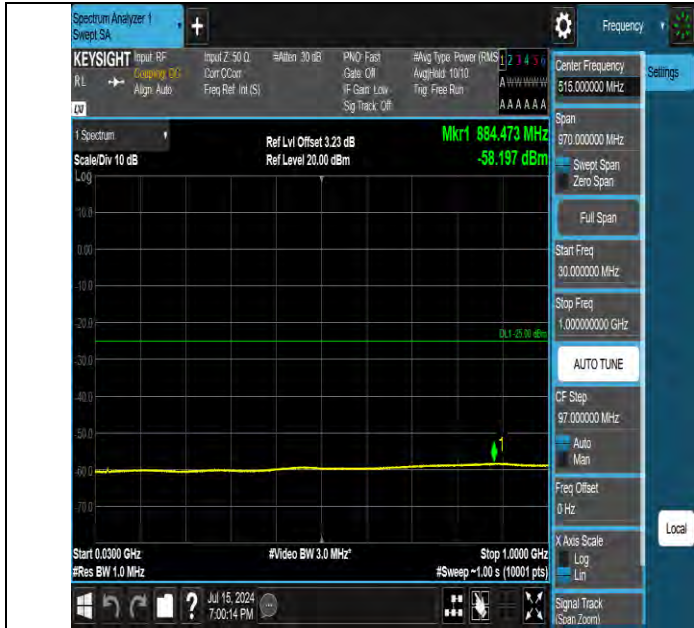 Spectrum Analyzer 1
Swept SA
+
Frequency
KEYSIGHT
Input: RF
Coupling: DC
Align: Auto
Input Z: 50 Ω
Corr CCorr
Freq Ref: Int (S)
#Atten: 30 dB
PNO: Fast
Gate: Off
IF Gain: Low
Sig Track: Off
#Avg Type: Power (RMS
Avg|Hold: 10/10
Trig: Free Run
1 2 3 4 5 6
A W W W W W
A A A A A A
RL
LXI
Center Frequency
515.000000 MHz
Settings
Span
970.000000 MHz
Swept Span
Zero Span
Full Span
Start Freq
30.000000 MHz
Stop Freq
1.000000000 GHz
AUTO TUNE
CF Step
97.000000 MHz
Auto
Man
Freq Offset
0 Hz
X Axis Scale
Log
Lin
Local
Signal Track
(Span Zoom)
1 Spectrum
Scale/Div 10 dB
Log
Ref Lvl Offset 3.23 dB
Ref Level 20.00 dBm
Mkr1 884.473 MHz
-58.197 dBm
10.0
0.00
-10.0
-20.0
DL1 -25.00 dBm
-30.0
-40.0
-50.0
1
-60.0
-70.0
Start 0.0300 GHz
#Res BW 1.0 MHz
#Video BW 3.0 MHz*
Stop 1.0000 GHz
#Sweep ~1.00 s (10001 pts)
?
Jul 15, 2024
7:00:14 PM